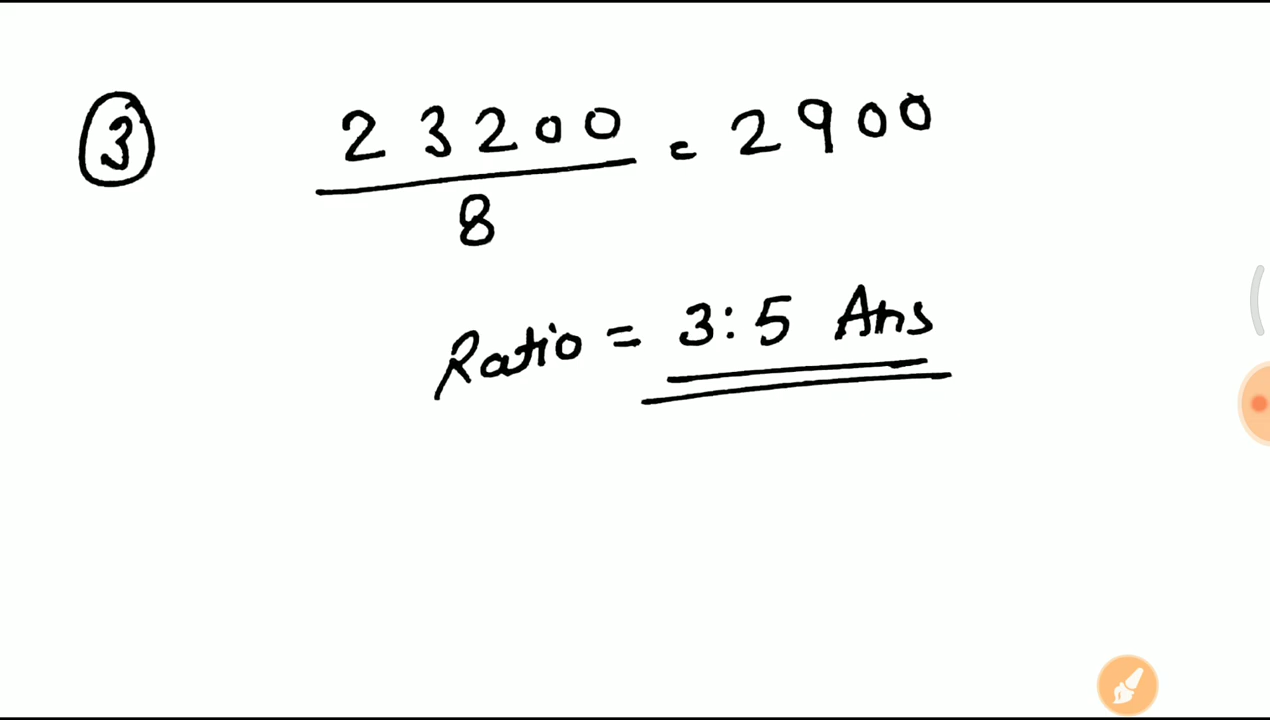 3
23200/8 = 2900
Ratio = 3:5 Ans